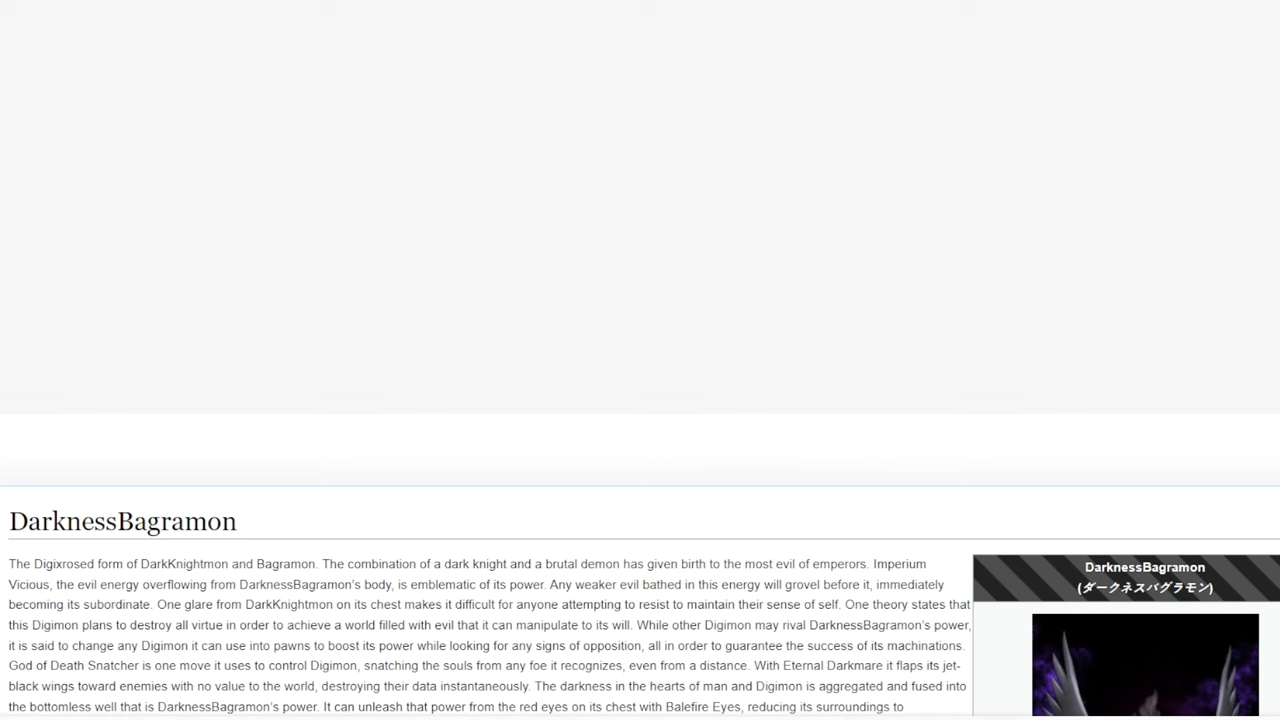 DarknessBagramon
The Digixrosed form of DarkKnightmon and Bagramon. The combination of a dark knight and a brutal demon has given birth to the most evil of emperors. Imperium
Vicious, the evil energy overflowing from DarknessBagramon's body, is emblematic of its power. Any weaker evil bathed in this energy will grovel before it, immediately
becoming its subordinate. One glare from DarkKnightmon on its chest makes it difficult for anyone attempting to resist to maintain their sense of self. One theory states that
this Digimon plans to destroy all virtue in order to achieve a world filled with evil that it can manipulate to its will. While other Digimon may rival DarknessBagramon's power,
it is said to change any Digimon it can use into pawns to boost its power while looking for any signs of opposition, all in order to guarantee the success of its machinations.
God of Death Snatcher is one move it uses to control Digimon, snatching the souls from any foe it recognizes, even from a distance. With Eternal Darkmare it flaps its jet-
black wings toward enemies with no value to the world, destroying their data instantaneously. The darkness in the hearts of man and Digimon is aggregated and fused into
the bottomless well that is DarknessBagramon's power. It can unleash that power from the red eyes on its chest with Balefire Eyes, reducing its surroundings to
DarknessBagramon
(ダークネスバグラモン)